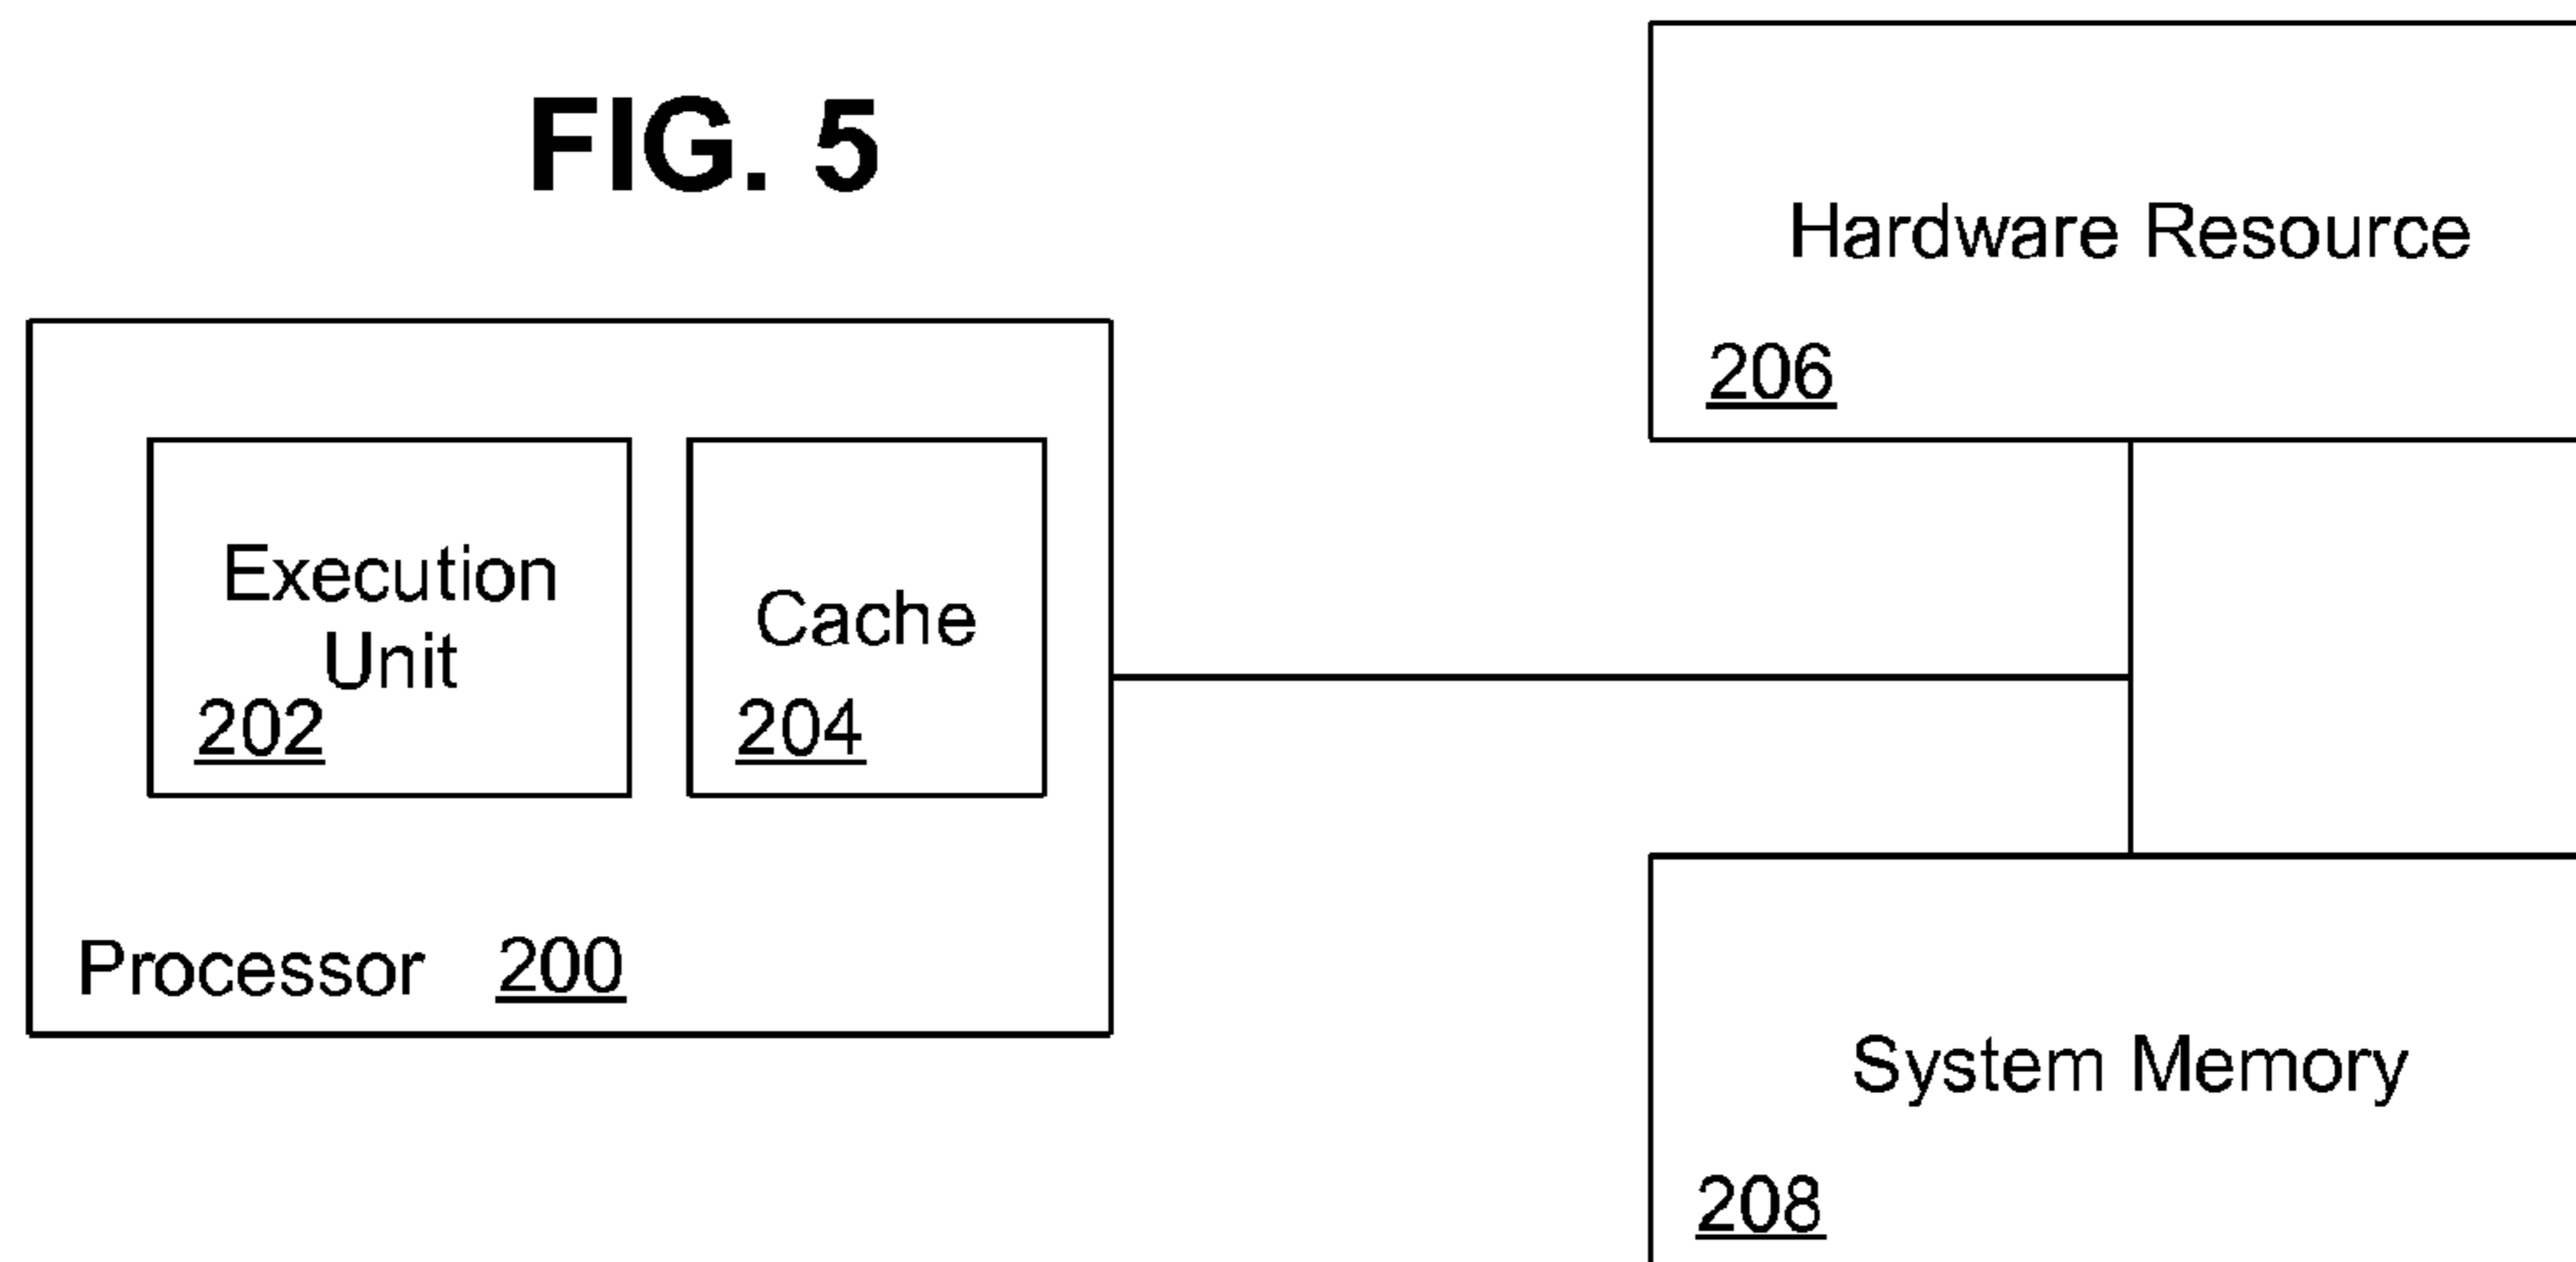 FIG. 5
Hardware Resource
206
Execution
Unit
202
Cache
204
Processor 200
System Memory
208